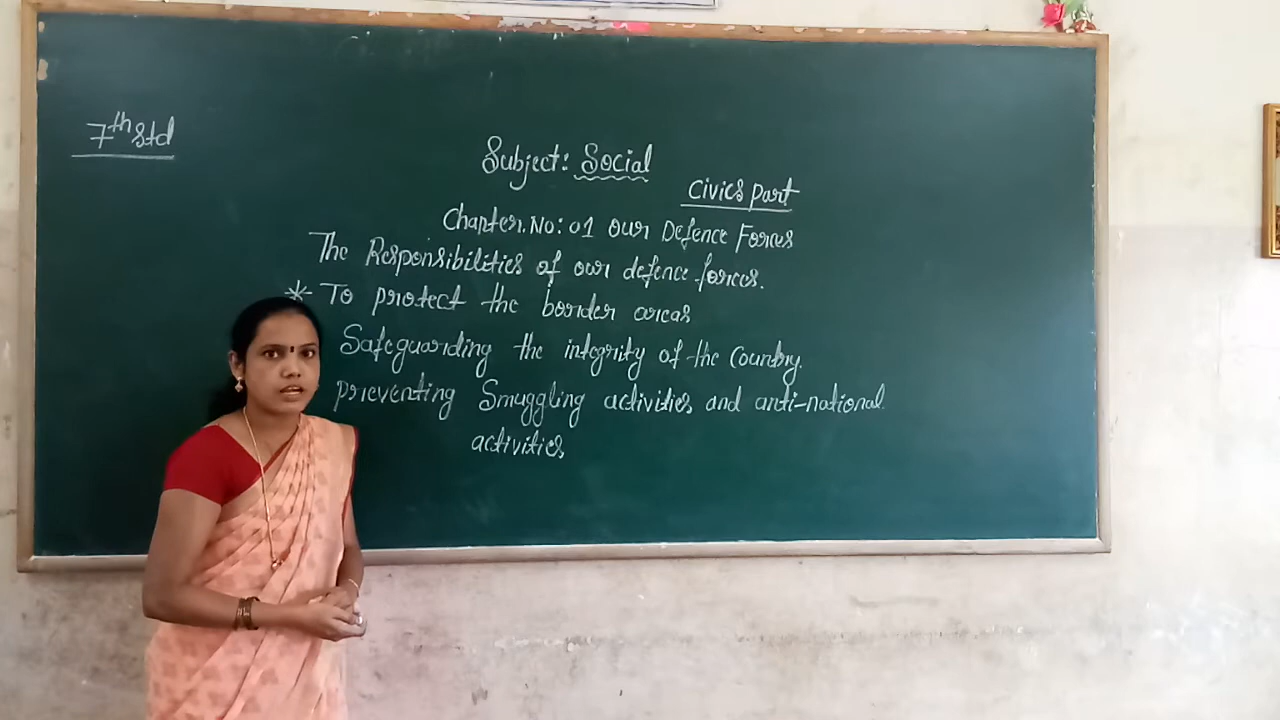 7th Std
Subject: Social
Civics part
Chapter.No: 01 Our Defence Forces
The Responsibilities of our defence forces.
* To protect the border areas
Safeguarding the integrity of the Country.
preventing Smuggling activities and anti-national
activities